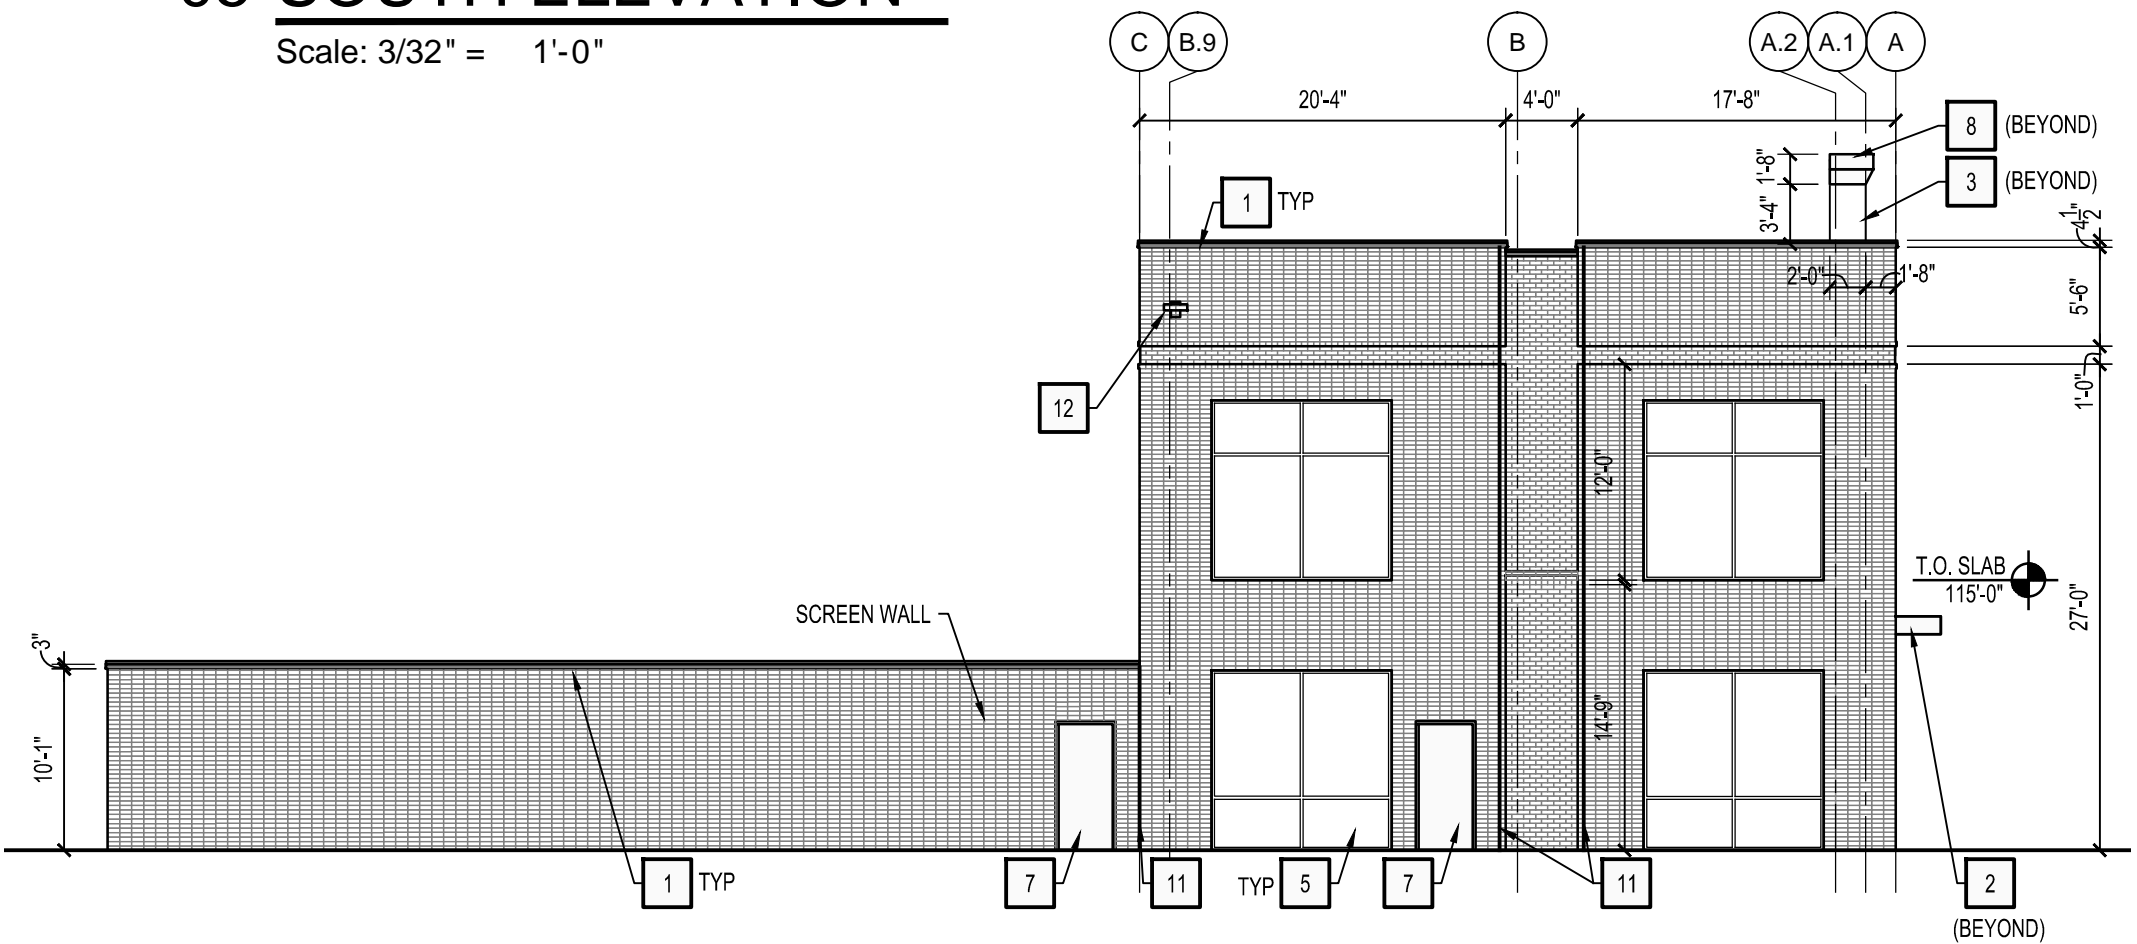 Scale: 3/32" = 1'-0"
C B.9 B A.2 A.1 A
20'-4" 4'-0" 17'-8"
8 (BEYOND)
1'-8"
3 (BEYOND)
1 TYP
3'-4"
4 1/2"
2'-0" 1'-8"
5'-6"
1'-0"
12
12'-0"
T.O. SLAB
115'-0"
27'-0"
SCREEN WALL
3"
14'-9"
10'-1"
1 TYP
7
11
TYP 5
7
11
2
(BEYOND)